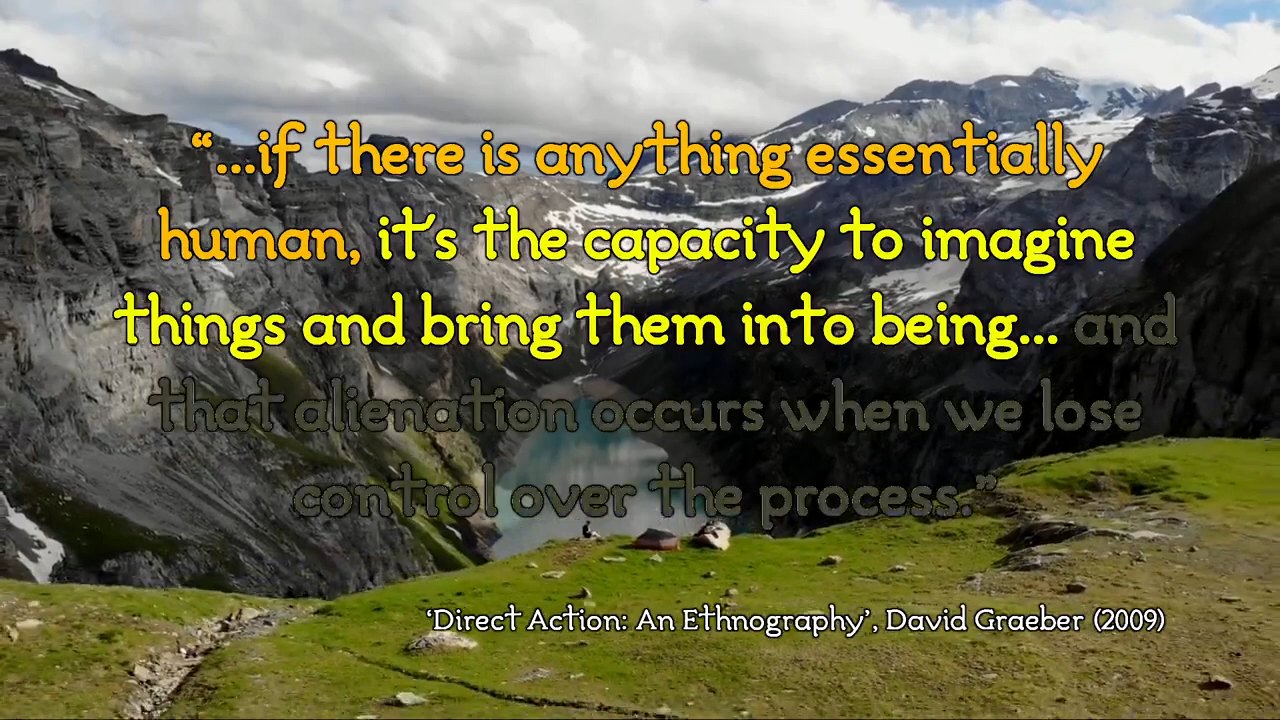 “...if there is anything essentially
human, it's the capacity to imagine
things and bring them into being... and
that alienation occurs when we lose
control over the process.”
‘Direct Action: An Ethnography’, David Graeber (2009)